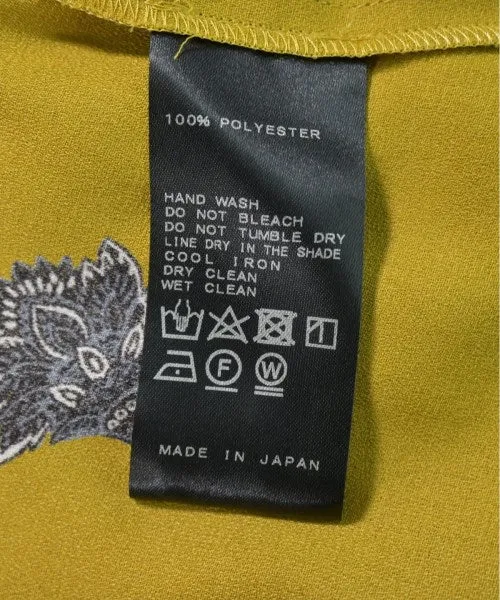 100% POLYESTER
HAND WASH
DO NOT BLEACH
DO NOT TUMBLE DRY
LINE DRY IN THE SHADE
COOL IRON
DRY CLEAN
WET CLEAN
F W
MADE IN JAPAN